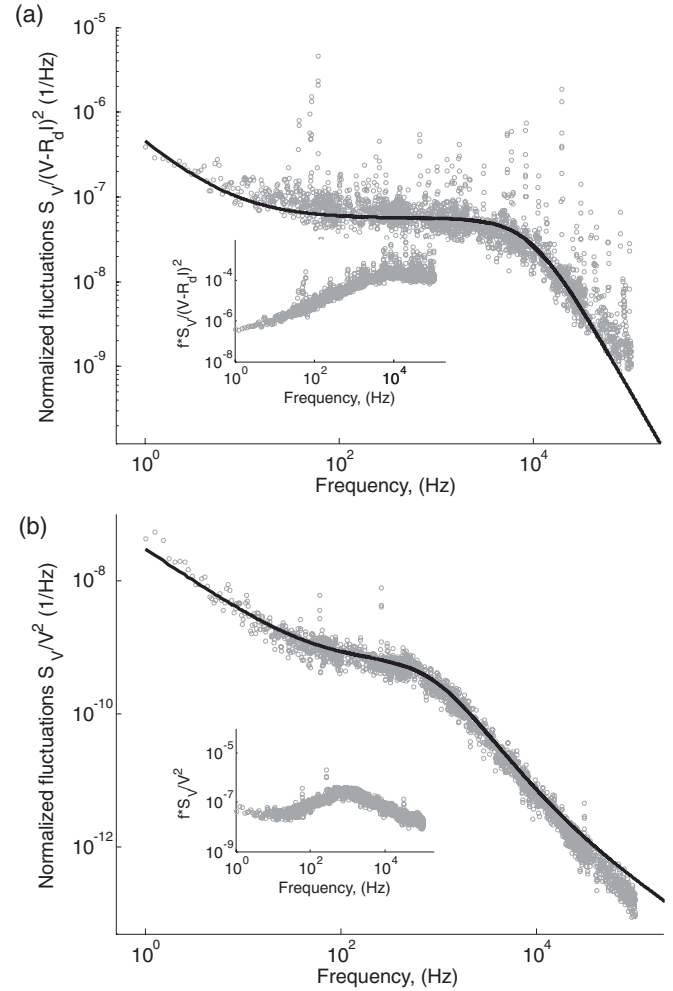 (a)
Normalized fluctuations S_V/(V-R_dI)^2 (1/Hz)
10^-5
10^-6
10^-7
10^-8
10^-9
f*S_V/(V-R_dI)^2
10^-4
10^-6
10^-8
10^0 10^2 10^4
Frequency, (Hz)
10^0 10^2 10^4
Frequency, (Hz)
(b)
Normalized fluctuations S_V/V^2 (1/Hz)
10^-8
10^-10
10^-12
f*S_V/V^2
10^-5
10^-7
10^-9
10^0 10^2 10^4
Frequency, (Hz)
10^0 10^2 10^4
Frequency, (Hz)